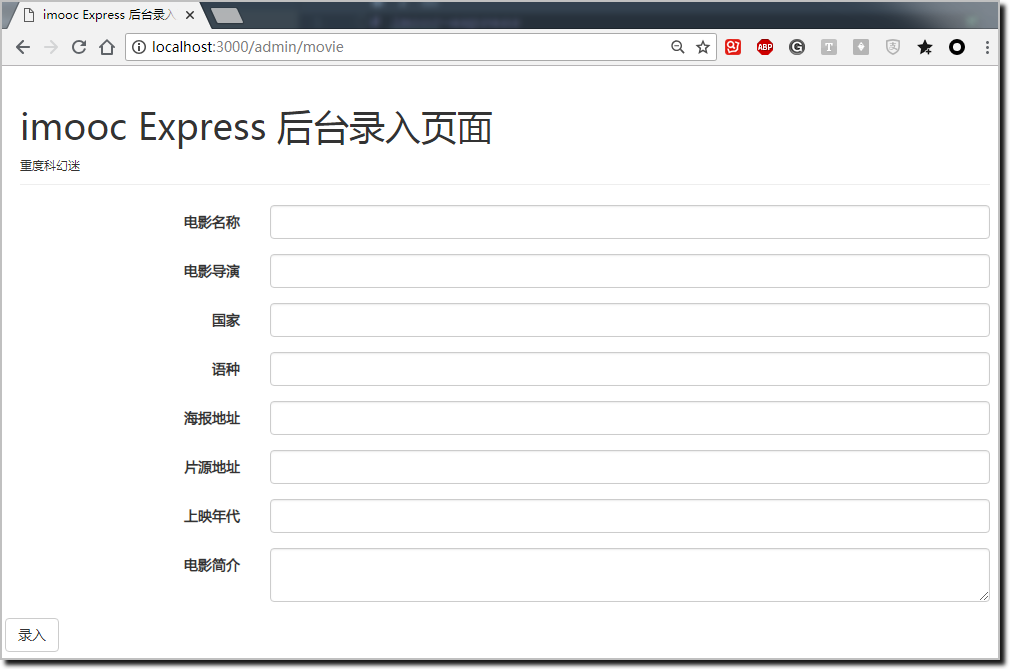 imooc Express 后台录入
localhost:3000/admin/movie
ABP
G
T
imooc Express 后台录入页面
重度科幻迷
电影名称
电影导演
国家
语种
海报地址
片源地址
上映年代
电影简介
录入